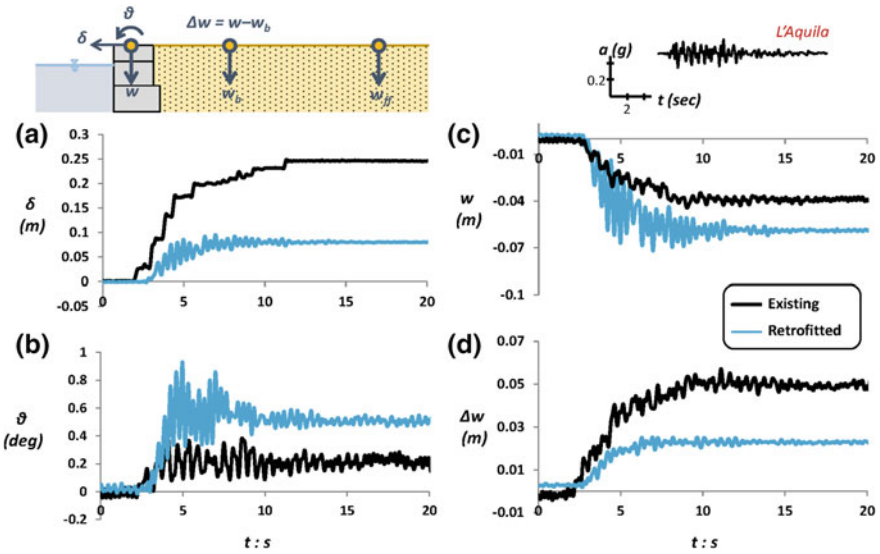 ϑ
δ
Δw = w–w_b
w
w_b
w_ff
L'Aquila
a (g)
0.2
2
t (sec)
(a)
0.3
0.25
0.2
0.15
0.1
0.05
0
-0.05
δ
(m)
0
5
10
15
20
(c)
-0.01
-0.04
-0.07
-0.1
w
(m)
0
5
10
15
20
Existing
Retrofitted
(b)
1
0.8
0.6
0.4
0.2
0
-0.2
ϑ
(deg)
0
5
10
15
20
t : s
(d)
0.07
0.05
0.03
0.01
-0.01
Δw
(m)
0
5
10
15
20
t : s